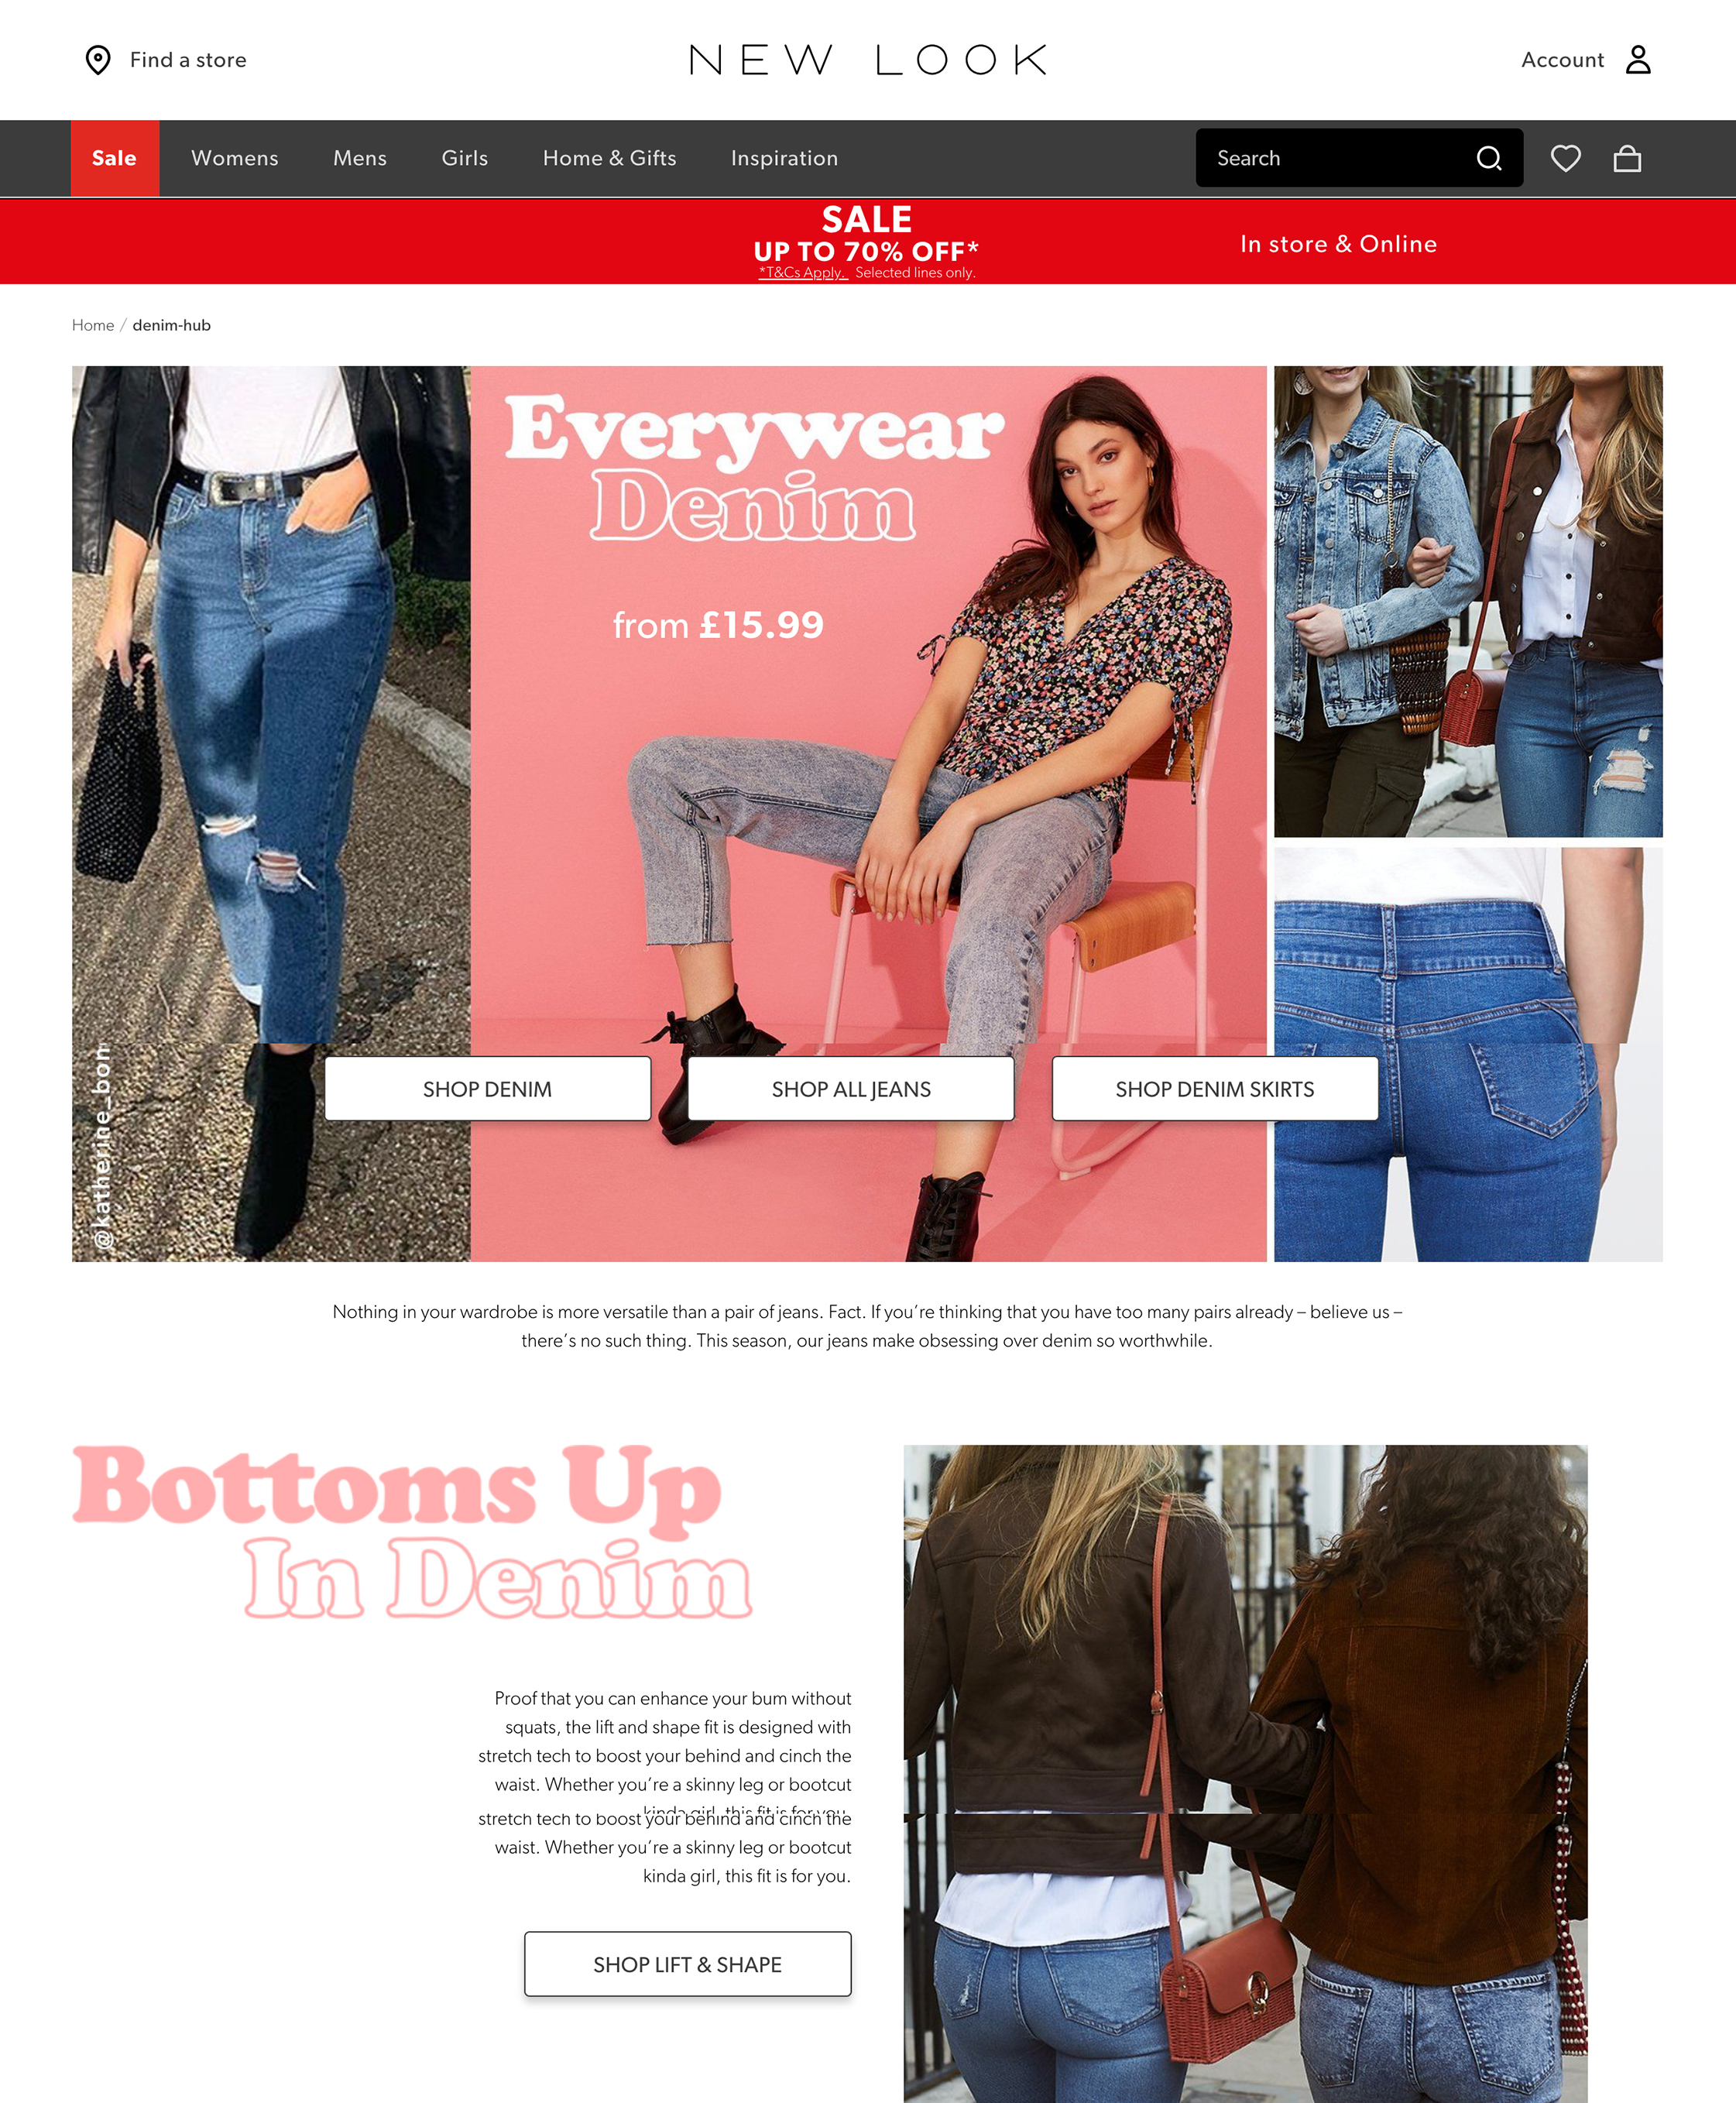 Find a store
NEW LOOK
Account
Sale
Womens
Mens
Girls
Home & Gifts
Inspiration
Search
SALE
UP TO 70% OFF*
*T&Cs Apply. Selected lines only.
In store & Online
Home / denim-hub
Everywear
Denim
from £15.99
@katherine_bon
SHOP DENIM
SHOP ALL JEANS
SHOP DENIM SKIRTS
Nothing in your wardrobe is more versatile than a pair of jeans. Fact. If you’re thinking that you have too many pairs already – believe us –
there’s no such thing. This season, our jeans make obsessing over denim so worthwhile.
Bottoms Up
In Denim
Proof that you can enhance your bum without
squats, the lift and shape fit is designed with
stretch tech to boost your behind and cinch the
waist. Whether you’re a skinny leg or bootcut
kinda girl, this fit is for you.
stretch tech to boost your behind and cinch the
waist. Whether you’re a skinny leg or bootcut
kinda girl, this fit is for you.
SHOP LIFT & SHAPE